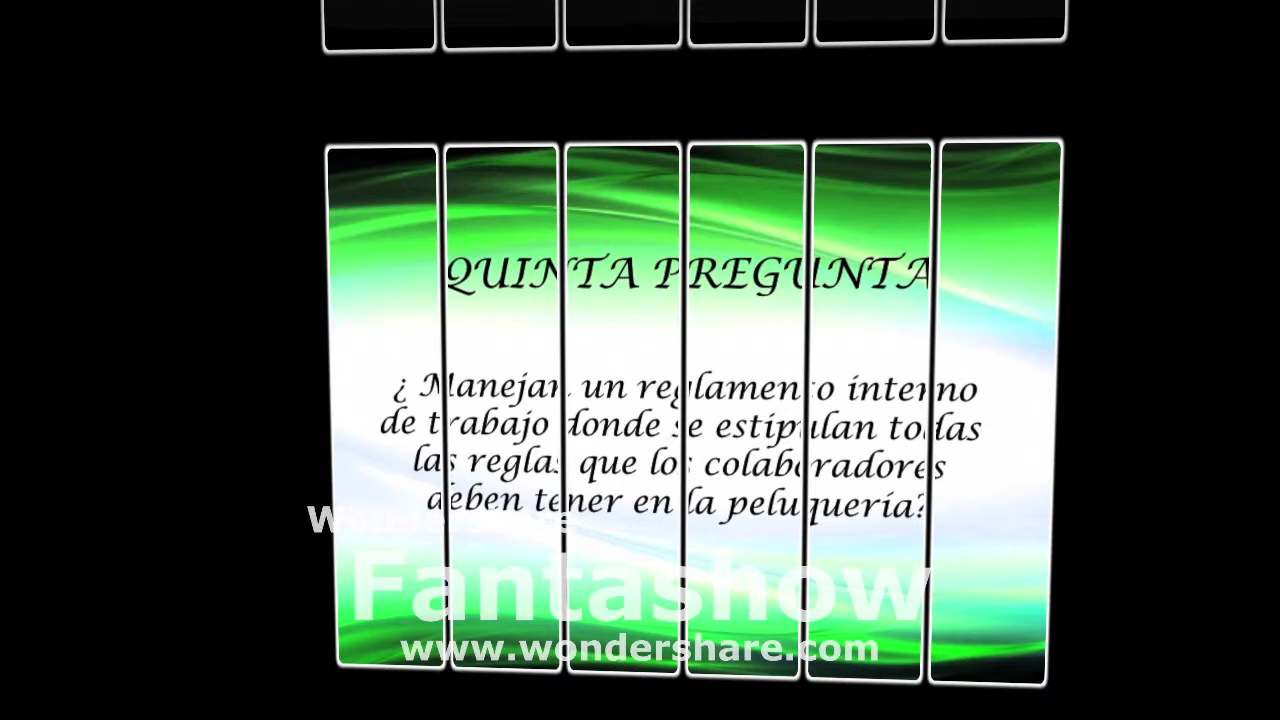 QUINTA PREGUNTA
¿ Manejan un reglamento interno
de trabajo donde se estipulan todas
las reglas que los colaboradores
deben tener en la peluquería?
Wondershare
Fantashow
www.wondershare.com